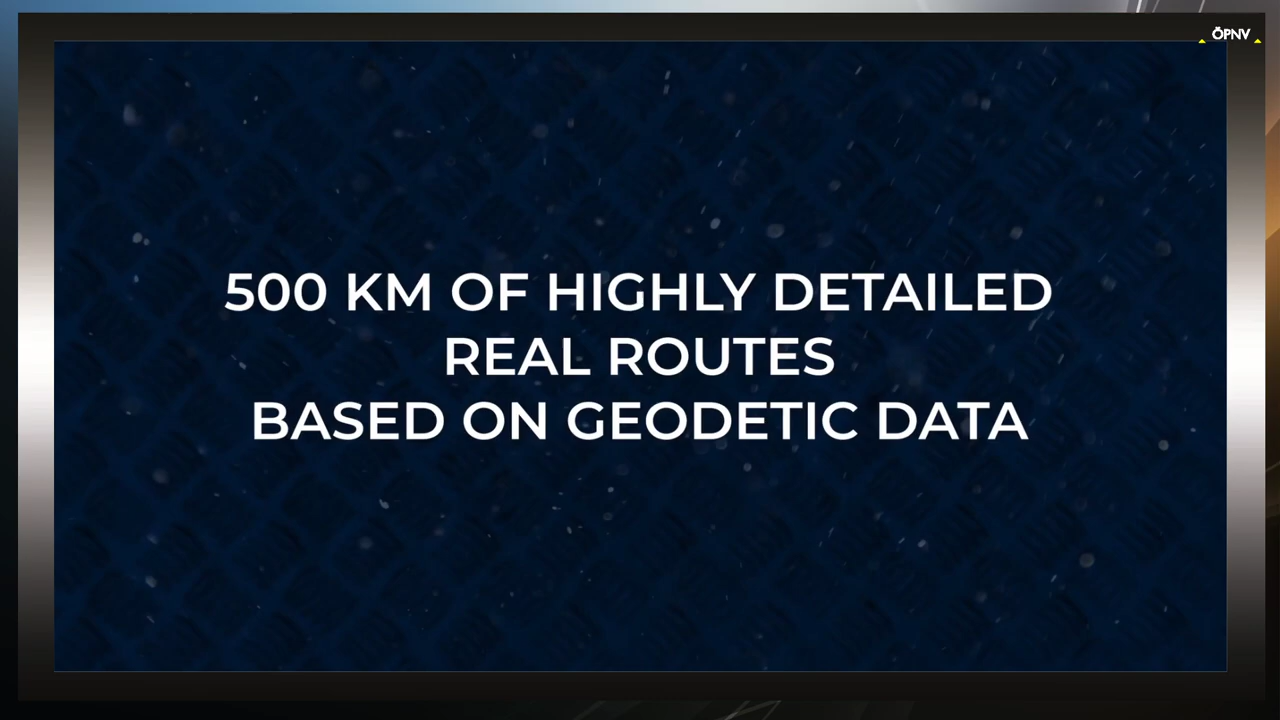 ÖPNV
500 KM OF HIGHLY DETAILED
REAL ROUTES
BASED ON GEODETIC DATA